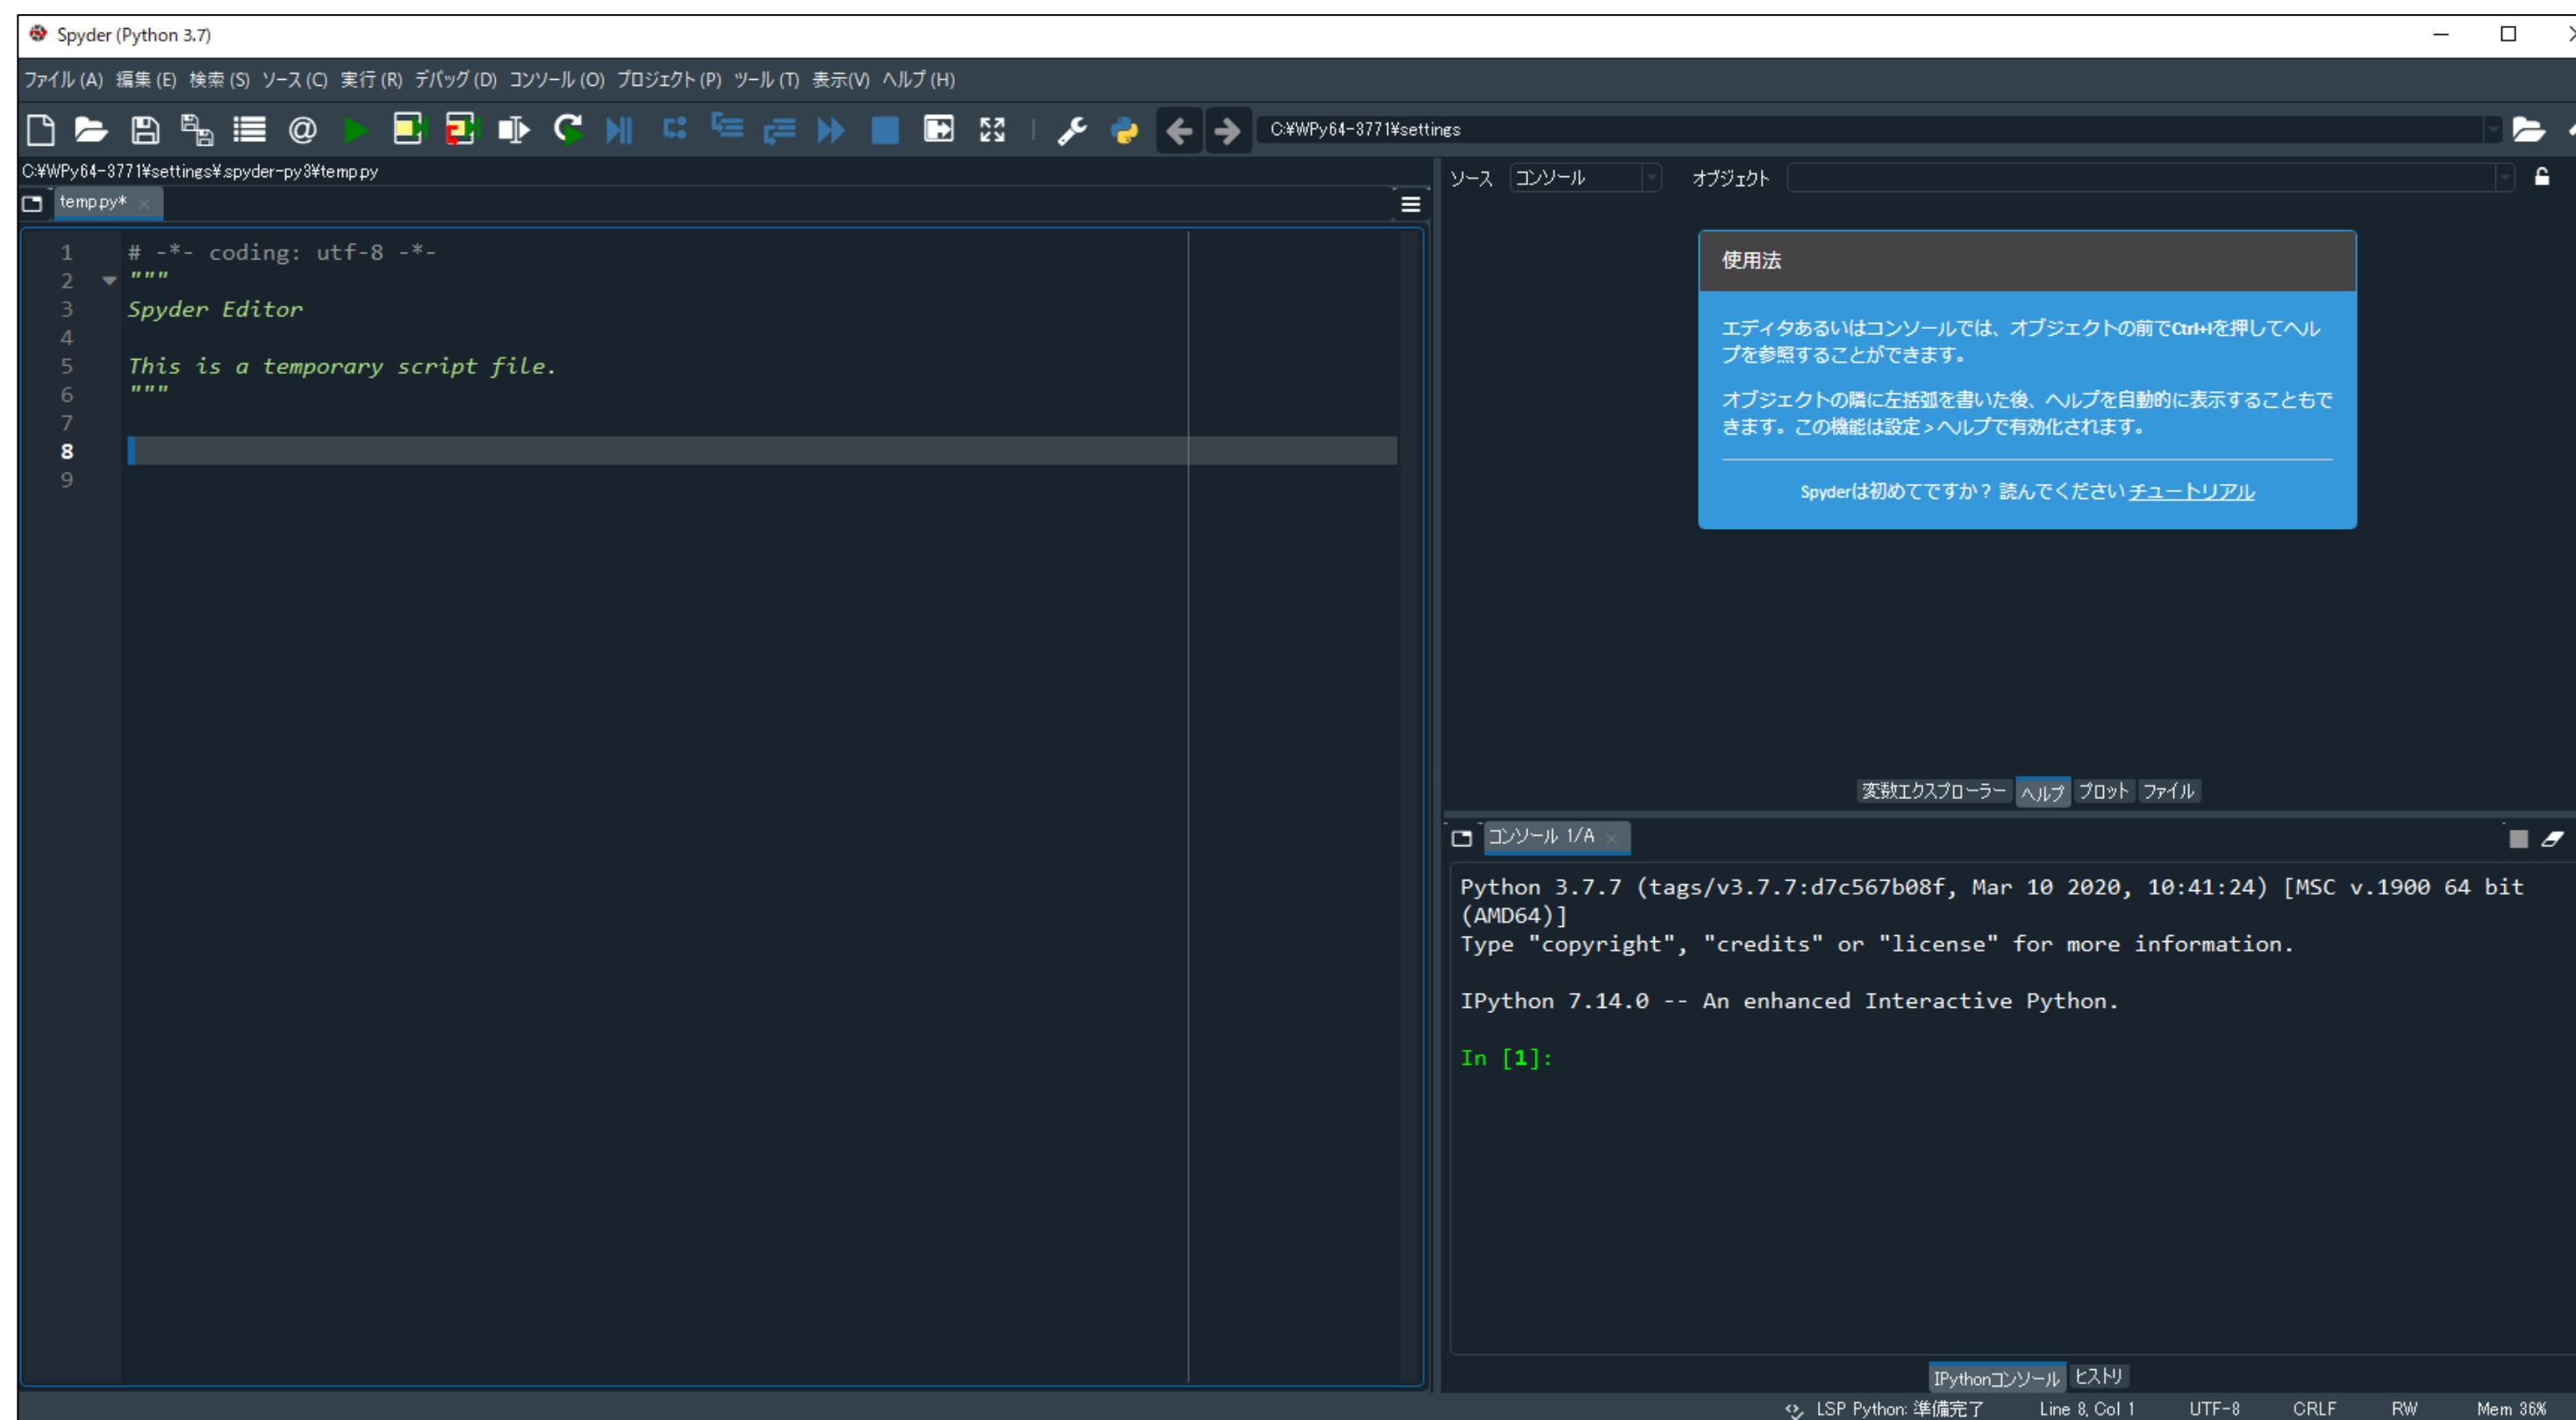 Spyder (Python 3.7)
ファイル (A) 編集 (E) 検索 (S) ソース (C) 実行 (R) デバッグ (D) コンソール (O) プロジェクト (P) ツール (T) 表示(V) ヘルプ (H)
C:¥WPy64-3771¥settings
C:¥WPy64-3771¥settings¥.spyder-py3¥temp.py
temp.py*
1 # -*- coding: utf-8 -*-
2 """
3 Spyder Editor
4
5 This is a temporary script file.
6 """
7
8
9
ソース コンソール オブジェクト
使用法
エディタあるいはコンソールでは、オブジェクトの前でCtrl+Iを押してヘル
プを参照することができます。
オブジェクトの隣に左括弧を書いた後、ヘルプを自動的に表示することもで
きます。この機能は設定 > ヘルプで有効化されます。
Spyderは初めてですか？ 読んでください チュートリアル
変数エクスプローラー ヘルプ プロット ファイル
コンソール 1/A
Python 3.7.7 (tags/v3.7.7:d7c567b08f, Mar 10 2020, 10:41:24) [MSC v.1900 64 bit
(AMD64)]
Type "copyright", "credits" or "license" for more information.
IPython 7.14.0 -- An enhanced Interactive Python.
In [1]:
IPythonコンソール ヒストリ
LSP Python: 準備完了 Line 8, Col 1 UTF-8 CRLF RW Mem 36%